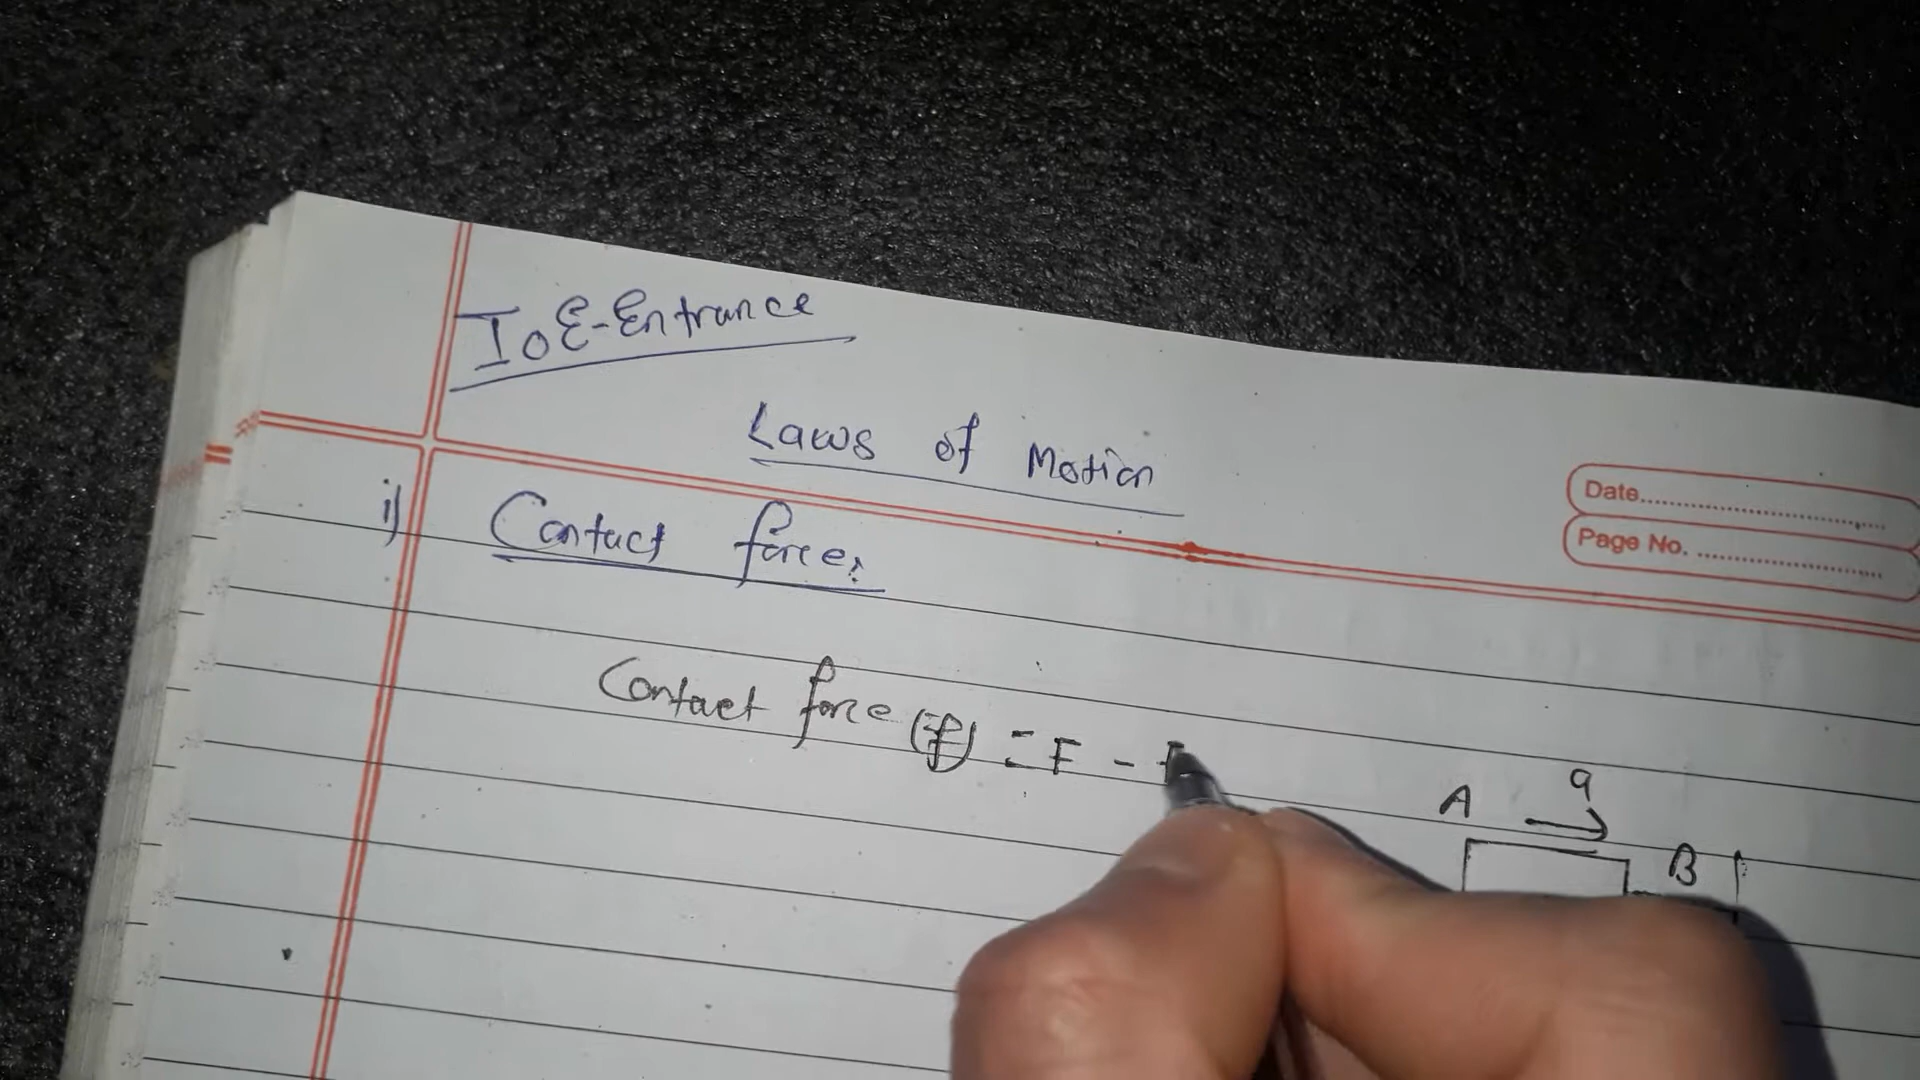 IoE-Entrance
Laws of Motion
Date
Page No.
i) Contact force:
Contact force (f) = F -
a
A
B